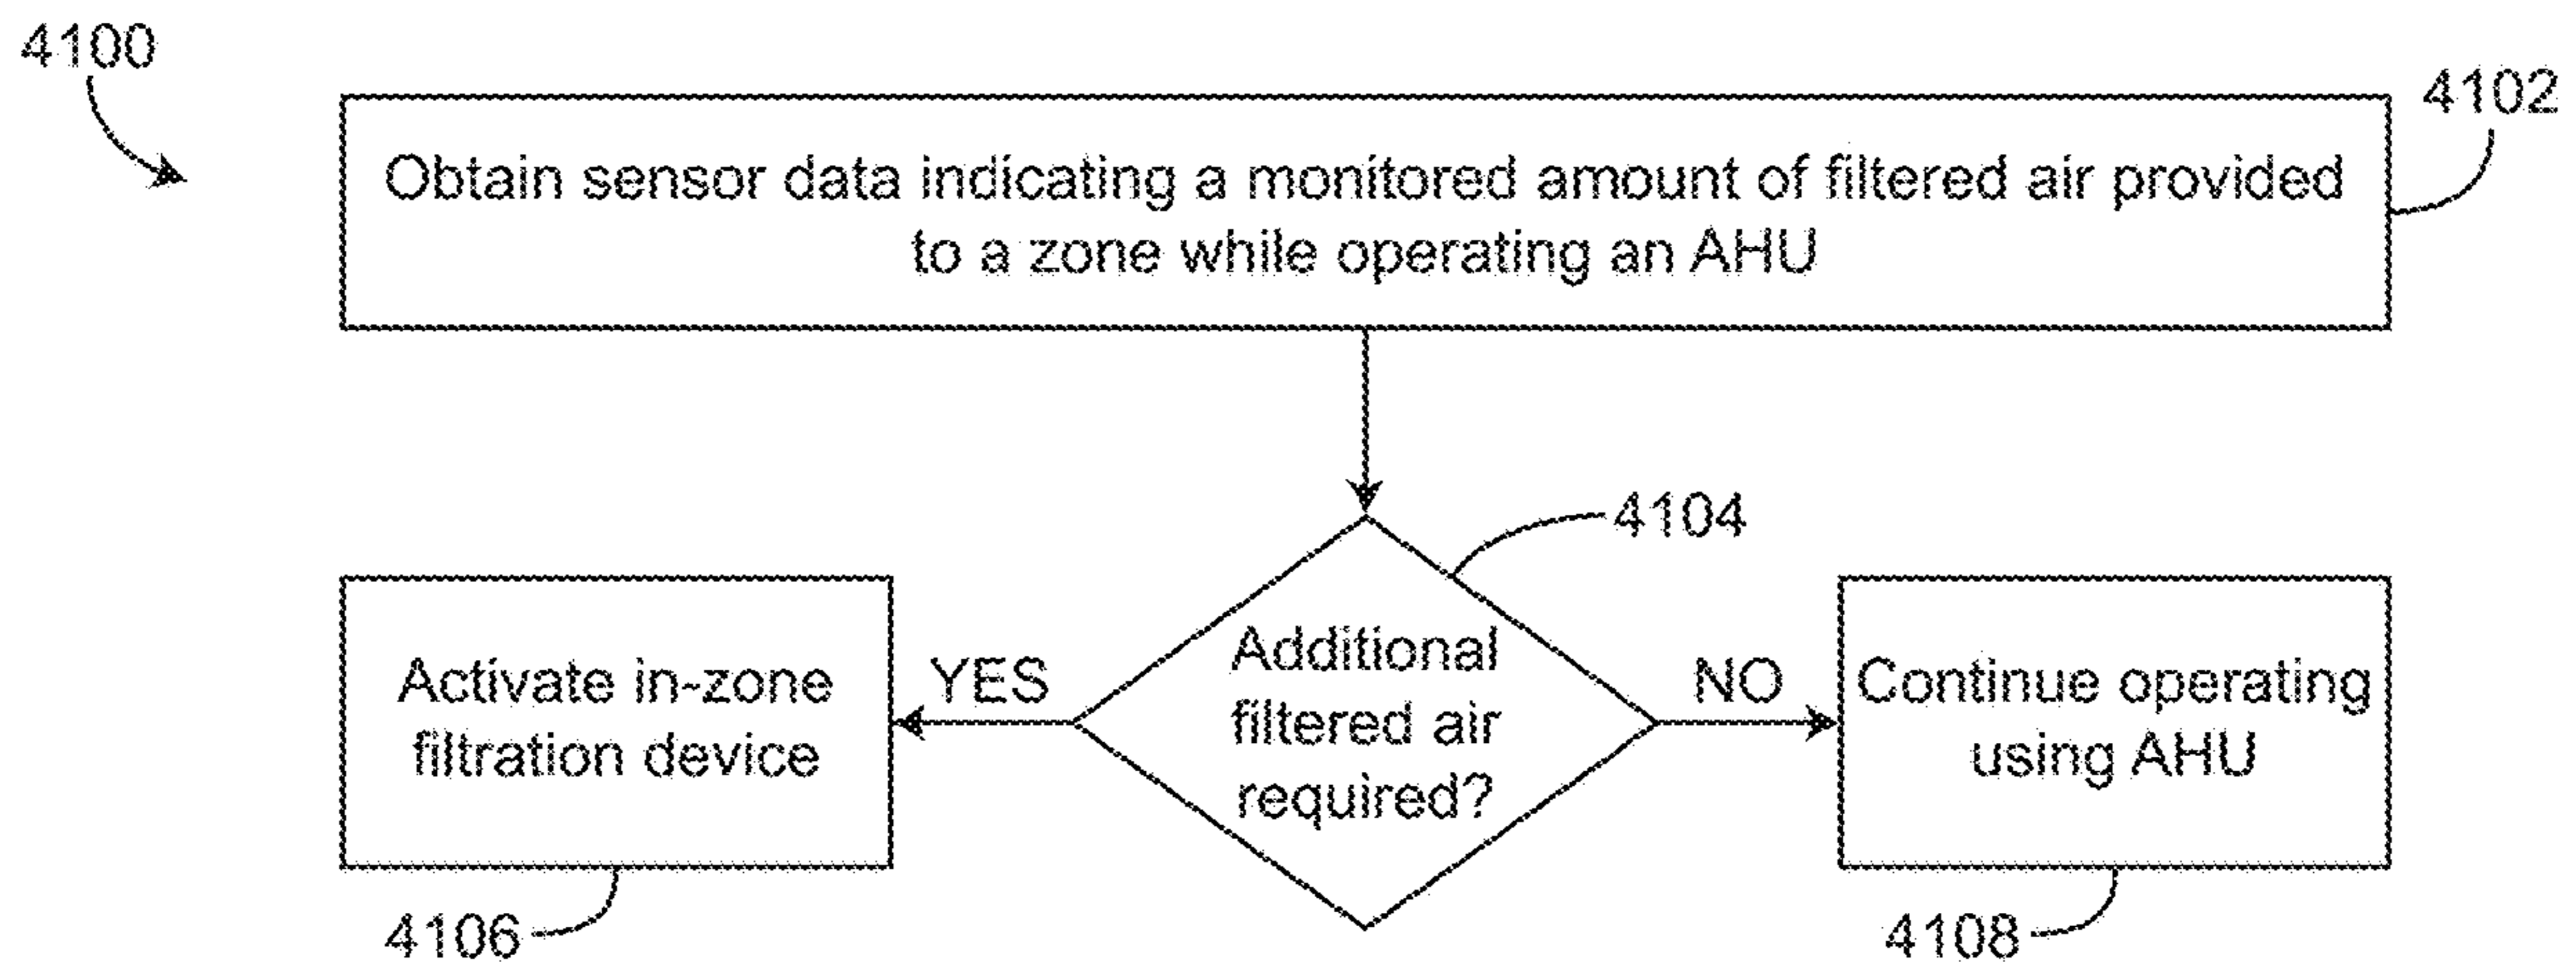 4100
4102
Obtain sensor data indicating a monitored amount of filtered air provided
to a zone while operating an AHU
4104
Additional
filtered air
required?
YES
NO
Activate in-zone
filtration device
Continue operating
using AHU
4106
4108